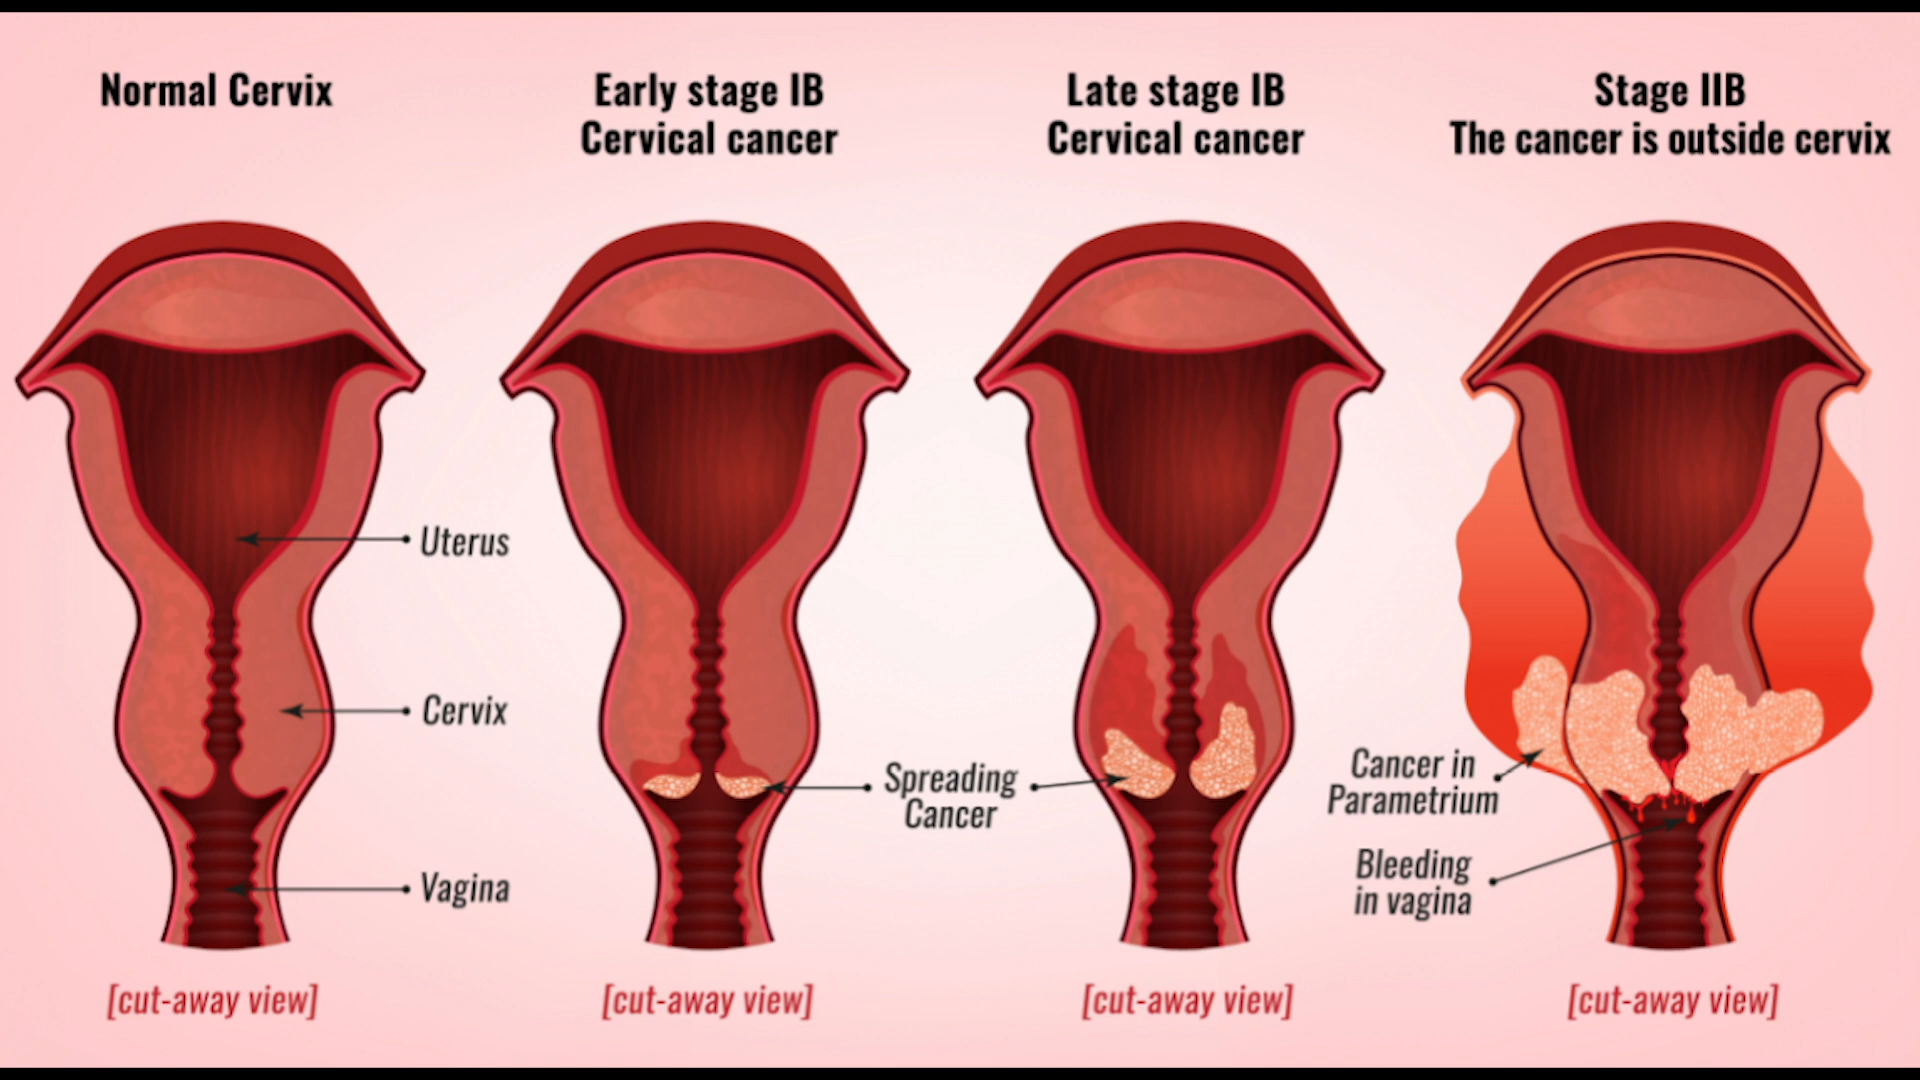 Normal Cervix
Early stage IB
Cervical cancer
Late stage IB
Cervical cancer
Stage IIB
The cancer is outside cervix
Uterus
Cervix
Vagina
Spreading
Cancer
Cancer in
Parametrium
Bleeding
in vagina
[cut-away view]
[cut-away view]
[cut-away view]
[cut-away view]